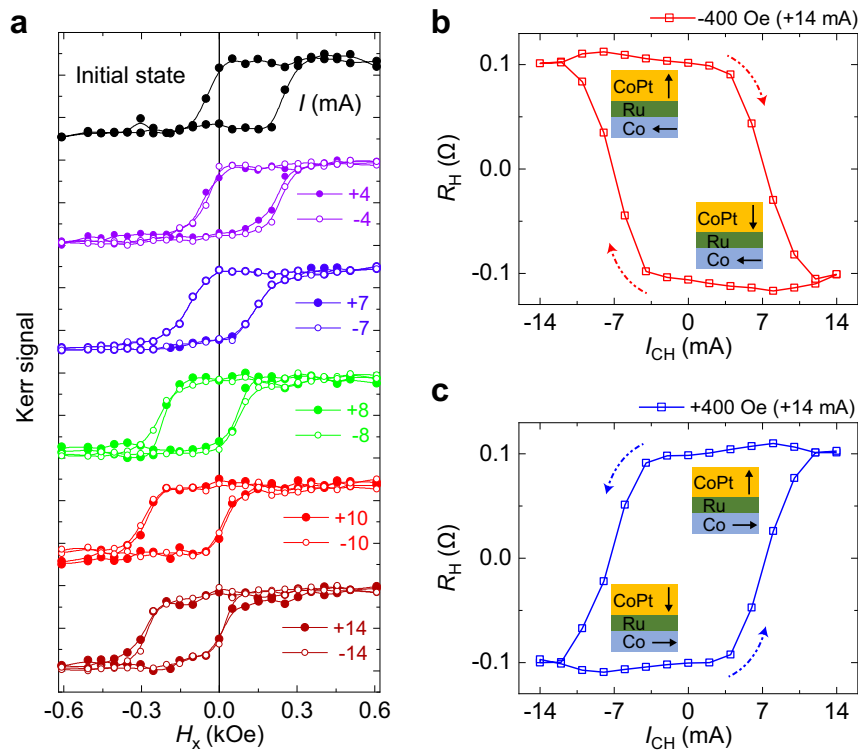 a
Initial state
I (mA)
+4
-4
+7
-7
+8
-8
+10
-10
+14
-14
Kerr signal
-0.6 -0.3 0.0 0.3 0.6
Hx (kOe)
b
-400 Oe (+14 mA)
0.1
0.0
-0.1
RH (Ω)
CoPt
Ru
Co
CoPt
Ru
Co
-14 -7 0 7 14
ICH (mA)
c
+400 Oe (+14 mA)
0.1
0.0
-0.1
RH (Ω)
CoPt
Ru
Co
CoPt
Ru
Co
-14 -7 0 7 14
ICH (mA)